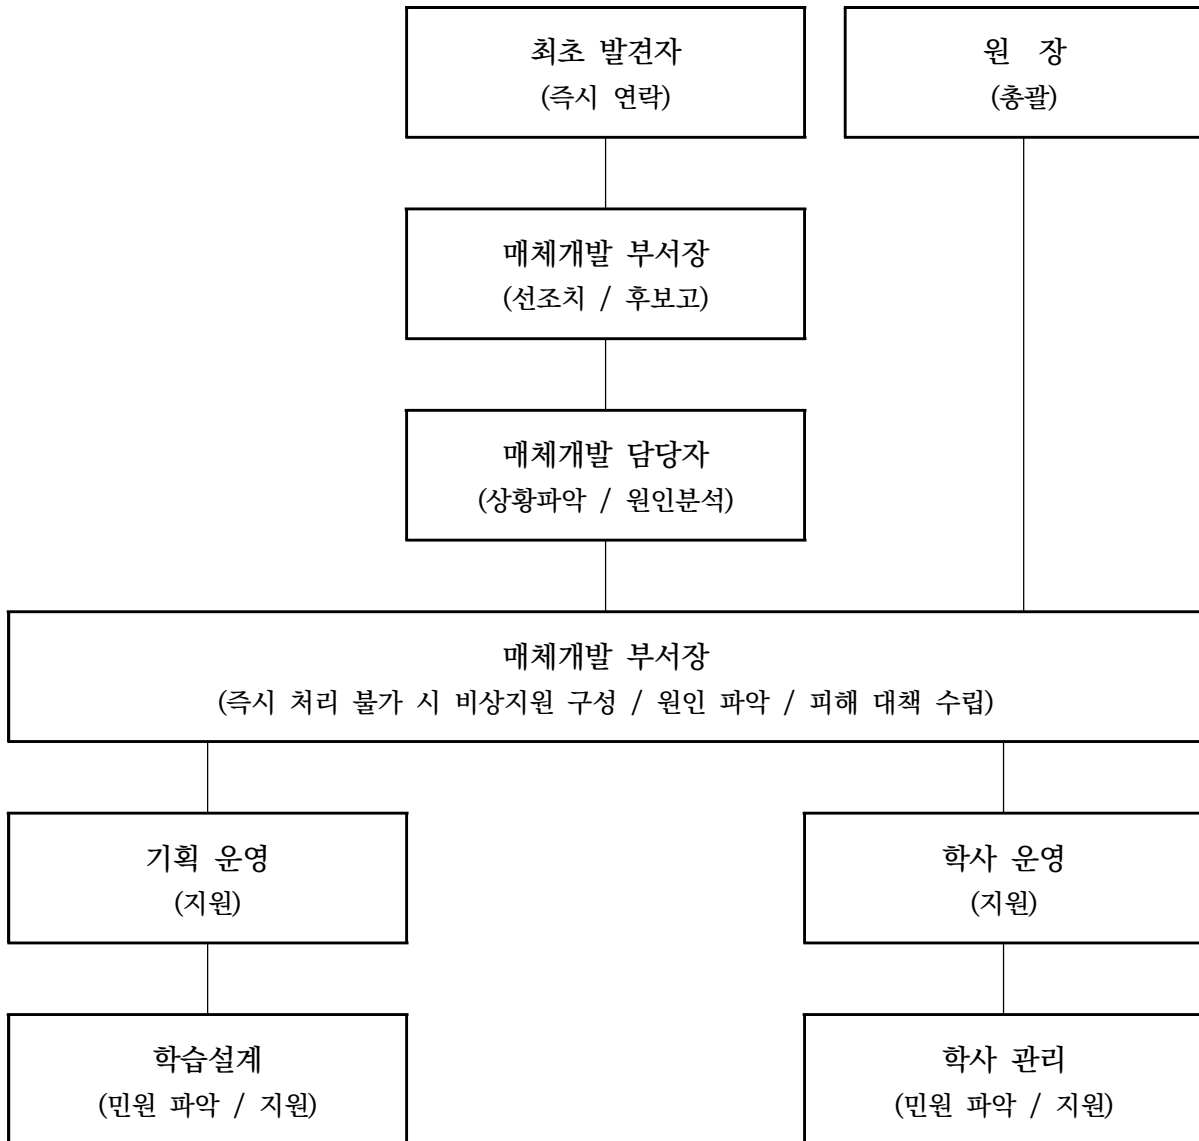 최초 발견자
(즉시 연락)
원 장
(총괄)
매체개발 부서장
(선조치 / 후보고)
매체개발 담당자
(상황파악 / 원인분석)
매체개발 부서장
(즉시 처리 불가 시 비상지원 구성 / 원인 파악 / 피해 대책 수립)
기획 운영
(지원)
학사 운영
(지원)
학습설계
(민원 파악 / 지원)
학사 관리
(민원 파악 / 지원)